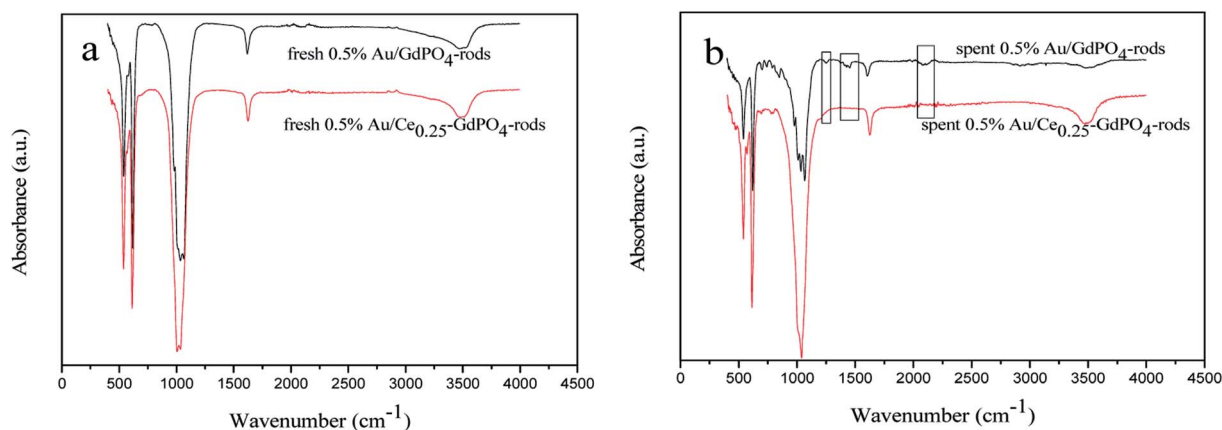 a
fresh 0.5% Au/GdPO4-rods
fresh 0.5% Au/Ce0.25-GdPO4-rods
Absorbance (a.u.)
0 500 1000 1500 2000 2500 3000 3500 4000 4500
Wavenumber (cm-1)
b
spent 0.5% Au/GdPO4-rods
spent 0.5% Au/Ce0.25-GdPO4-rods
Absorbance (a.u.)
0 500 1000 1500 2000 2500 3000 3500 4000 4500
Wavenumber (cm-1)